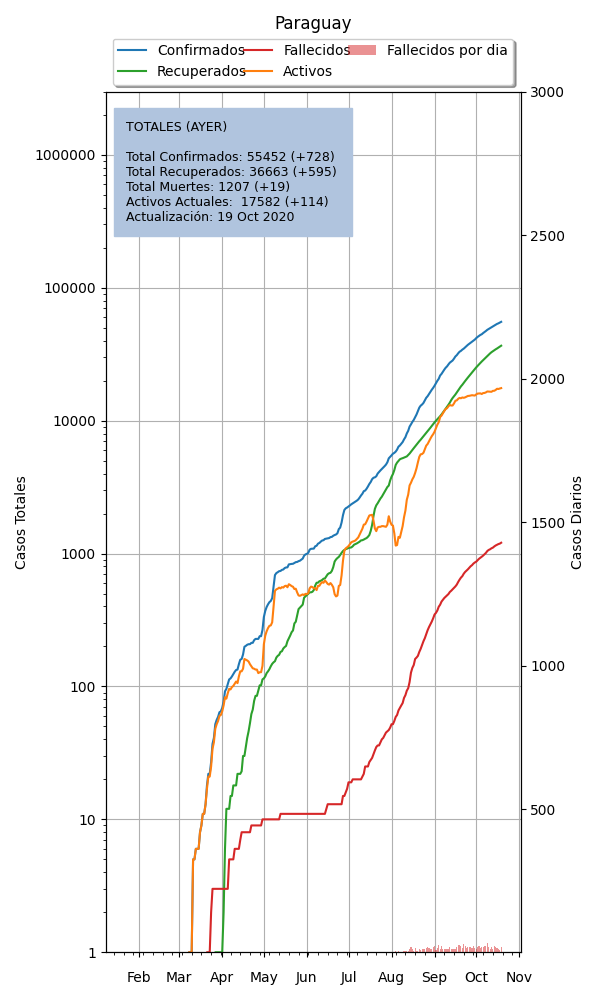 Paraguay
Confirmados
Recuperados
Fallecidos
Activos
Fallecidos por dia
TOTALES (AYER)
Total Confirmados: 55452 (+728)
Total Recuperados: 36663 (+595)
Total Muertes: 1207 (+19)
Activos Actuales:  17582 (+114)
Actualización: 19 Oct 2020
Casos Totales
1000000
100000
10000
1000
100
10
1
3000
2500
2000
1500
1000
500
Casos Diarios
Feb Mar Apr May Jun Jul Aug Sep Oct Nov